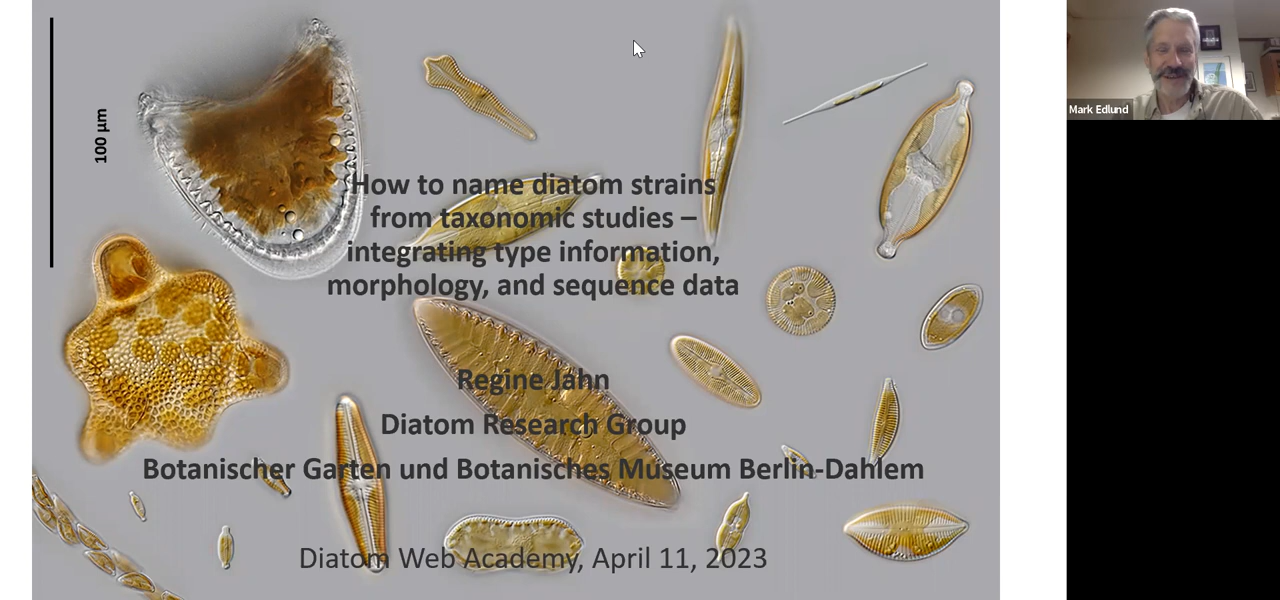 100 µm
How to name diatom strains
from taxonomic studies –
integrating type information,
morphology, and sequence data
Regine Jahn
Diatom Research Group
Botanischer Garten und Botanisches Museum Berlin-Dahlem
Diatom Web Academy, April 11, 2023
Mark Edlund